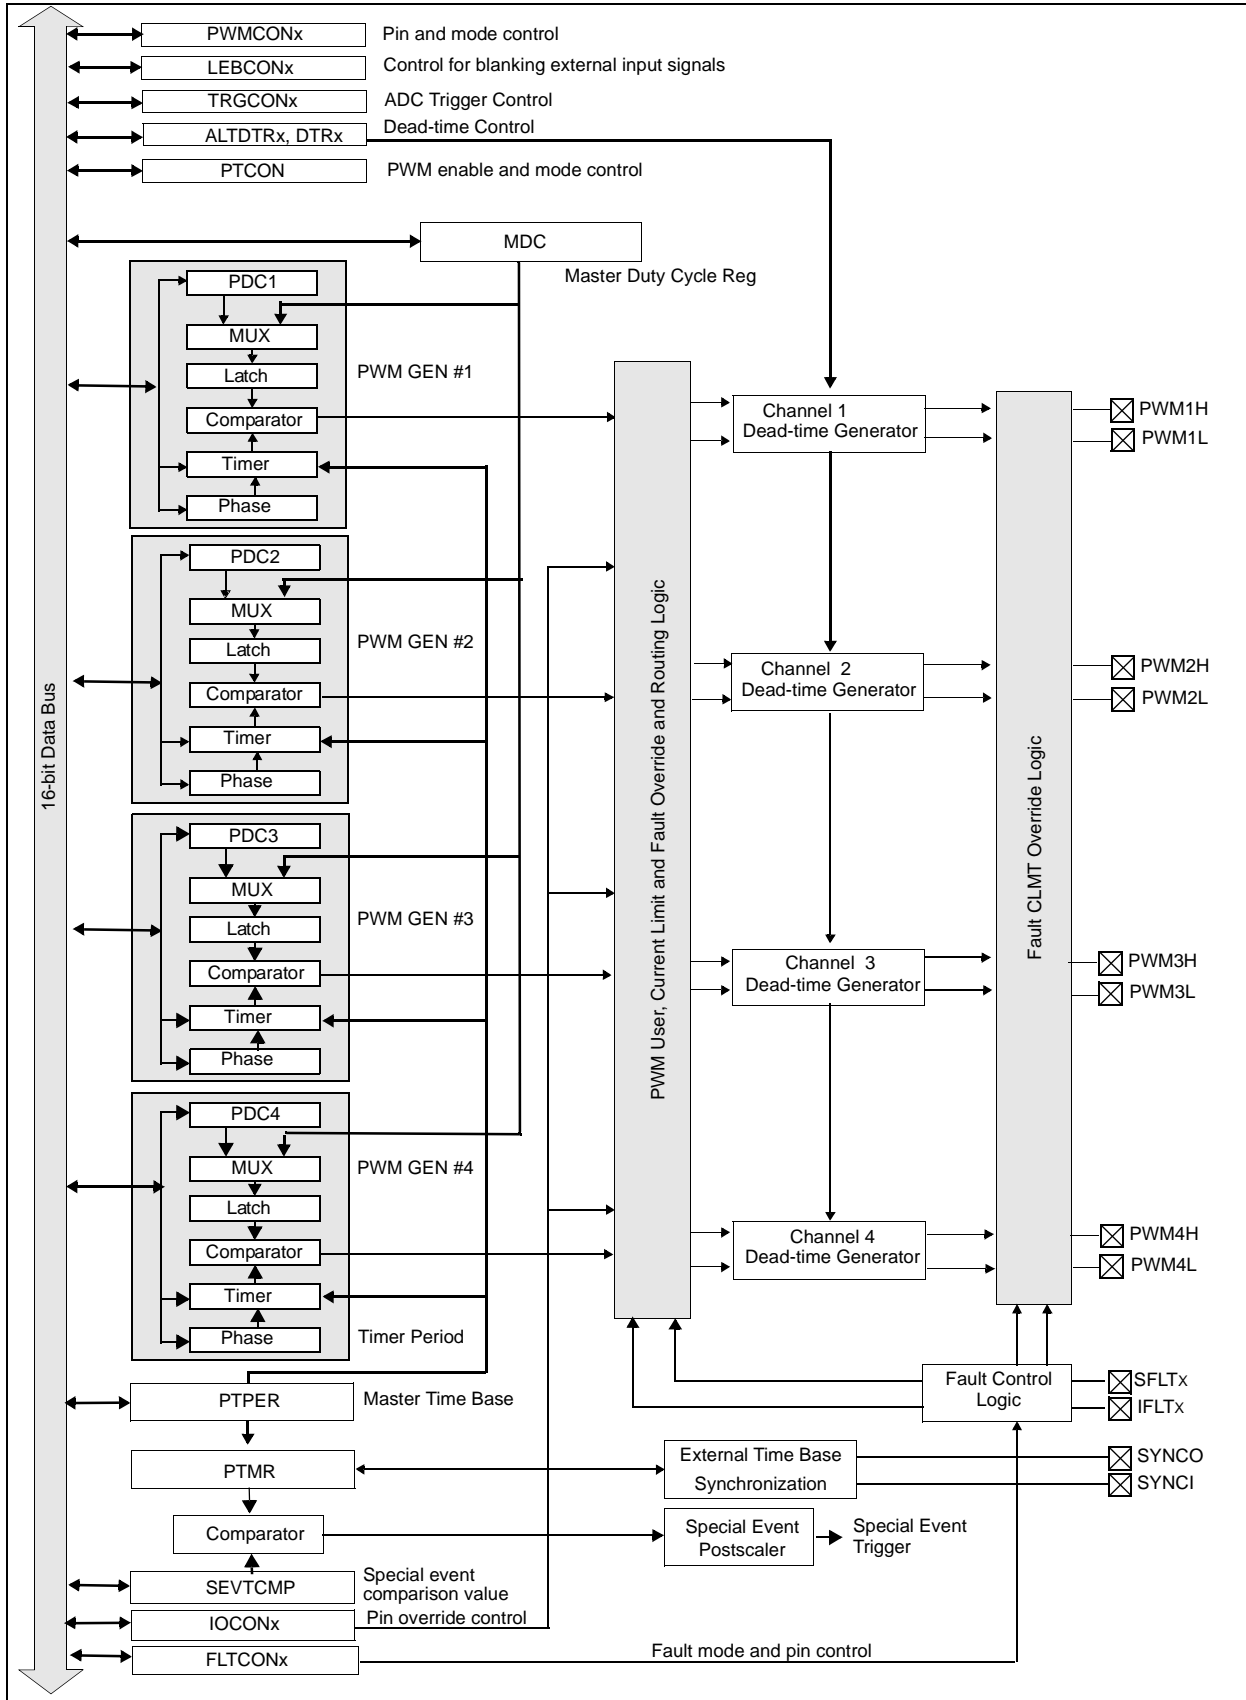 PWMCONx
Pin and mode control
LEBCONx
Control for blanking external input signals
TRGCONx
ADC Trigger Control
ALTDTRx, DTRx
Dead-time Control
PTCON
PWM enable and mode control
MDC
Master Duty Cycle Reg
16-bit Data Bus
PDC1
MUX
Latch
Comparator
Timer
Phase
PWM GEN #1
PDC2
MUX
Latch
Comparator
Timer
Phase
PWM GEN #2
PDC3
MUX
Latch
Comparator
Timer
Phase
PWM GEN #3
PDC4
MUX
Latch
Comparator
Timer
Phase
PWM GEN #4
Timer Period
PWM User, Current Limit and Fault Override and Routing Logic
Channel 1
Dead-time Generator
Channel 2
Dead-time Generator
Channel 3
Dead-time Generator
Channel 4
Dead-time Generator
Fault CLMT Override Logic
PWM1H
PWM1L
PWM2H
PWM2L
PWM3H
PWM3L
PWM4H
PWM4L
PTPER
Master Time Base
Fault Control
Logic
SFLTX
IFLTX
PTMR
External Time Base
Synchronization
SYNCO
SYNCI
Comparator
Special Event
Postscaler
Special Event
Trigger
SEVTCMP
Special event
comparison value
IOCONx
Pin override control
FLTCONx
Fault mode and pin control